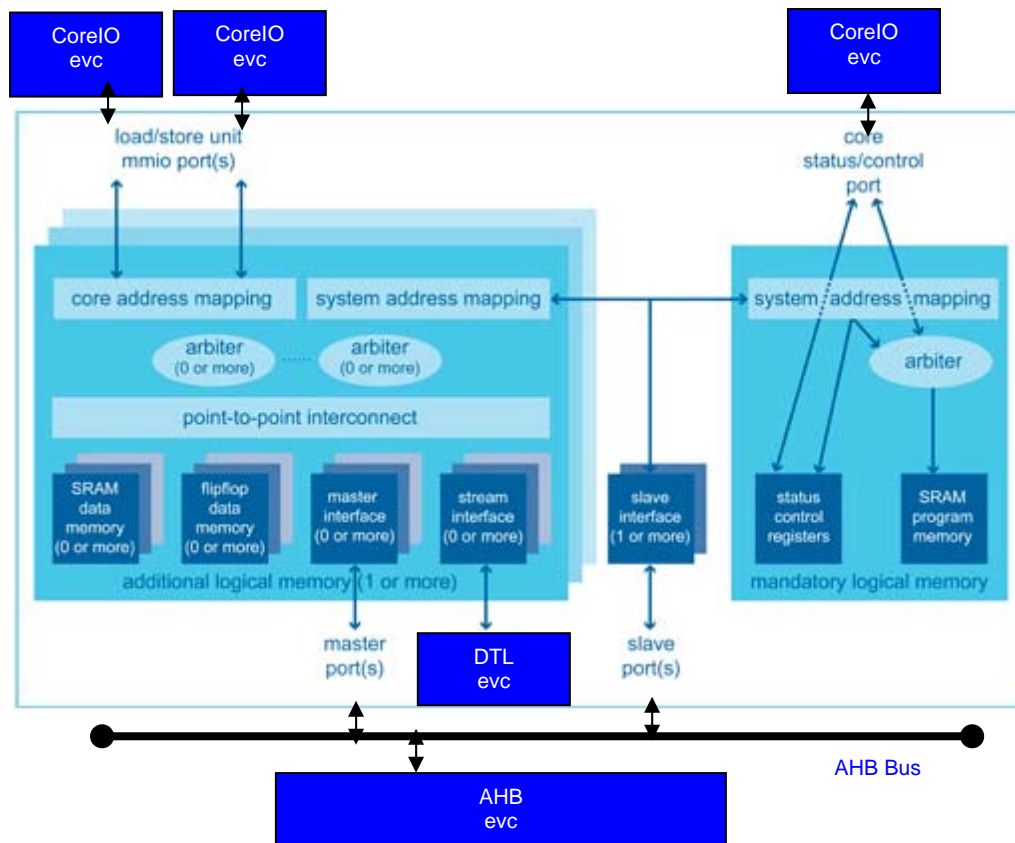 CoreIO
evc
CoreIO
evc
CoreIO
evc
load/store unit
mmio port(s)
core
status/control
port
core address mapping
system address mapping
system address mapping
arbiter
(0 or more)
......
arbiter
(0 or more)
arbiter
point-to-point interconnect
SRAM
data
memory
(0 or more)
flipflop
data
memory
(0 or more)
master
interface
(0 or more)
stream
interface
(0 or more)
slave
interface
(1 or more)
status
control
registers
SRAM
program
memory
additional logical memory (1 or more)
mandatory logical memory
master
port(s)
DTL
evc
slave
port(s)
AHB Bus
AHB
evc